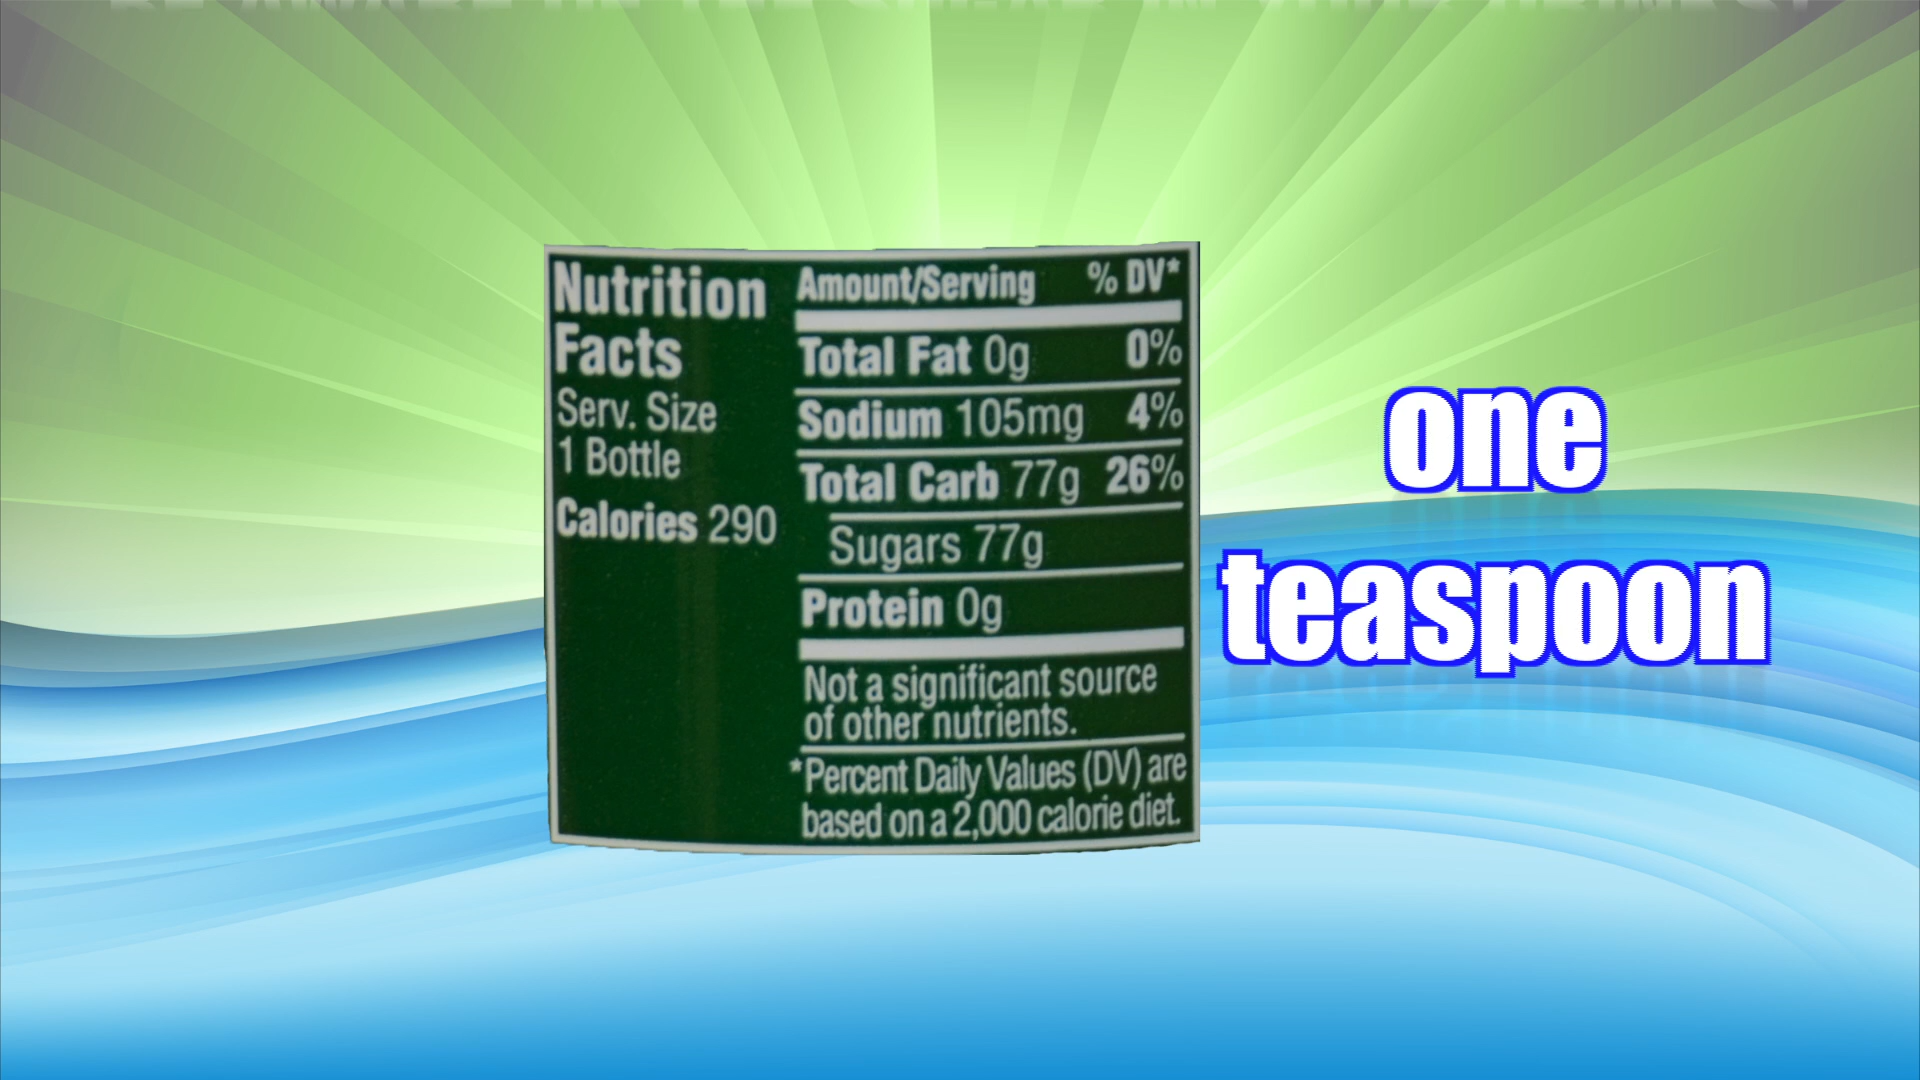 Nutrition
Facts
Serv. Size
1 Bottle
Calories 290
Amount/Serving % DV*
Total Fat 0g 0%
Sodium 105mg 4%
Total Carb 77g 26%
Sugars 77g
Protein 0g
Not a significant source
of other nutrients.
*Percent Daily Values (DV) are
based on a 2,000 calorie diet.
one
teaspoon